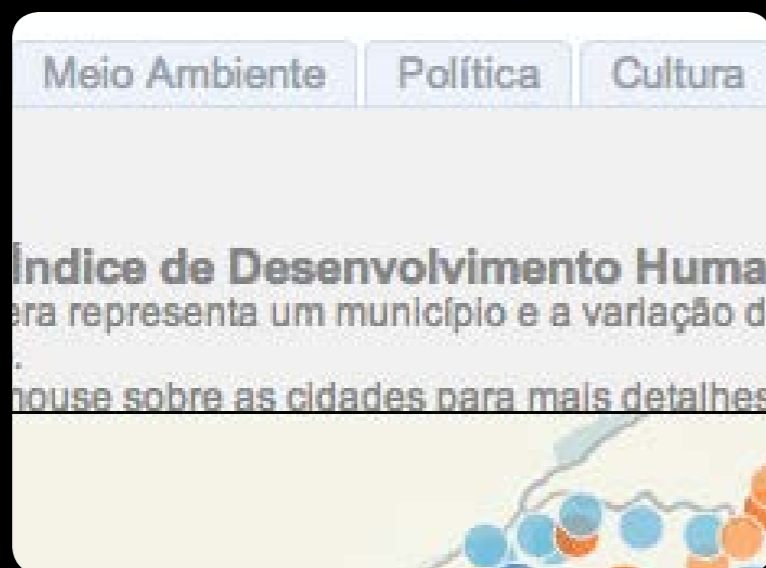 Meio Ambiente Política Cultura
Índice de Desenvolvimento Huma
era representa um município e a variação d
.
mouse sobre as cidades para mais detalhes